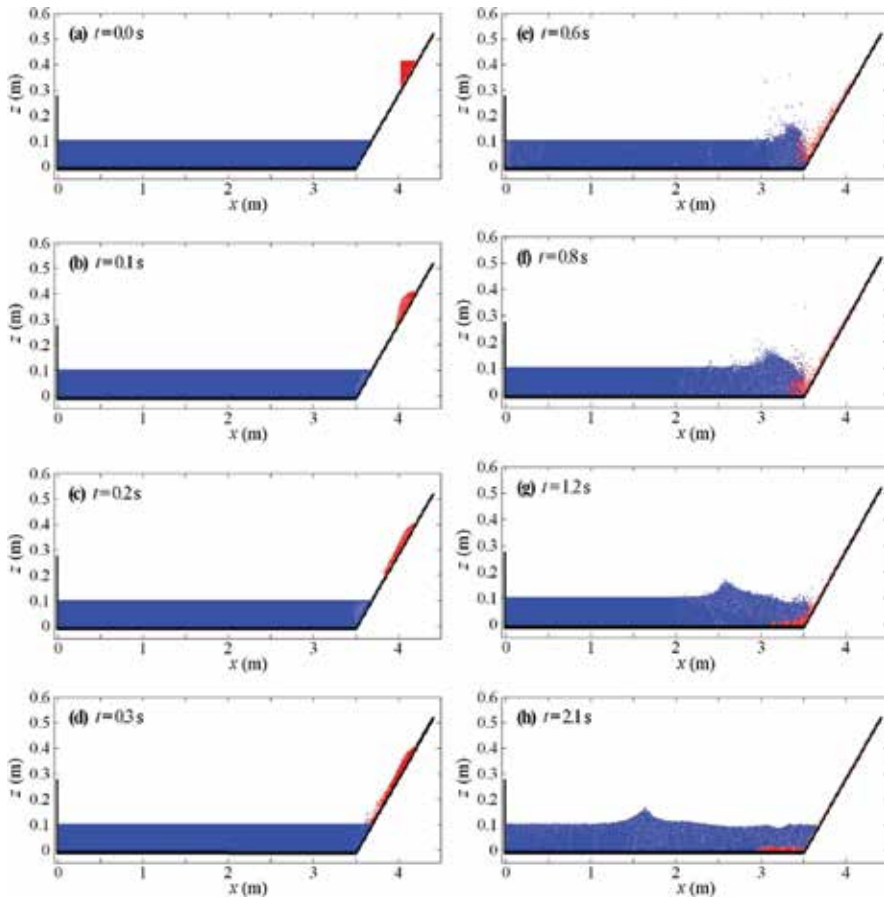 (a) t=0.0 s
0.6
0.5
0.4
0.3
0.2
0.1
0
z (m)
0 1 2 3 4
x (m)
(b) t=0.1 s
0.6
0.5
0.4
0.3
0.2
0.1
0
z (m)
0 1 2 3 4
x (m)
(c) t=0.2 s
0.6
0.5
0.4
0.3
0.2
0.1
0
z (m)
0 1 2 3 4
x (m)
(d) t=0.3 s
0.6
0.5
0.4
0.3
0.2
0.1
0
z (m)
0 1 2 3 4
x (m)
(e) t=0.6 s
0.6
0.5
0.4
0.3
0.2
0.1
0
z (m)
0 1 2 3 4
x (m)
(f) t=0.8 s
0.6
0.5
0.4
0.3
0.2
0.1
0
z (m)
0 1 2 3 4
x (m)
(g) t=1.2 s
0.6
0.5
0.4
0.3
0.2
0.1
0
z (m)
0 1 2 3 4
x (m)
(h) t=2.1 s
0.6
0.5
0.4
0.3
0.2
0.1
0
z (m)
0 1 2 3 4
x (m)